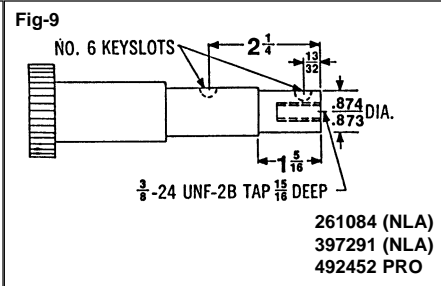 Fig-9
NO. 6 KEYSLOTS
2 1/4
13/32
.874/.873 DIA.
1 5/16
3/8-24 UNF-2B TAP 15/16 DEEP
261084 (NLA)
397291 (NLA)
492452 PRO